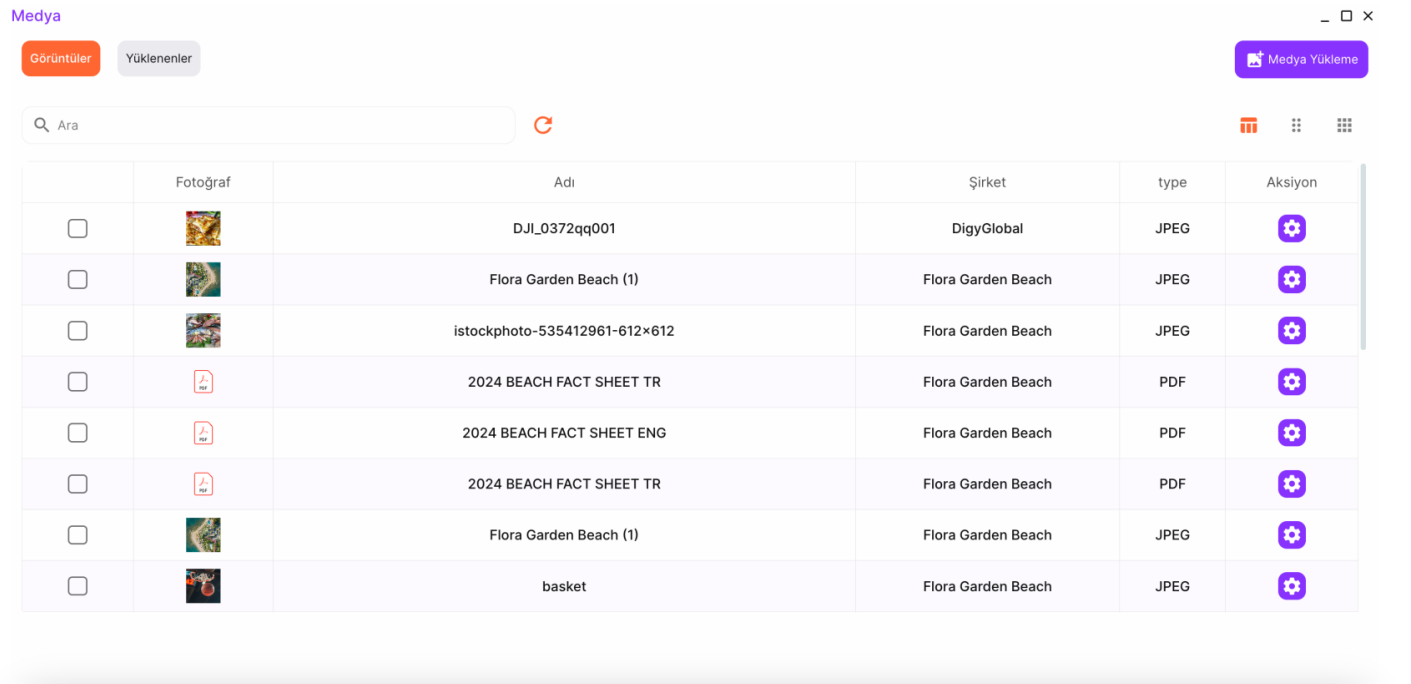 Medya
Görüntüler Yüklenenler Medya Yükleme
Ara
Fotoğraf Adı Şirket type Aksiyon
DJI_0372qq001 DigyGlobal JPEG
Flora Garden Beach (1) Flora Garden Beach JPEG
istockphoto-535412961-612×612 Flora Garden Beach JPEG
PDF 2024 BEACH FACT SHEET TR Flora Garden Beach PDF
PDF 2024 BEACH FACT SHEET ENG Flora Garden Beach PDF
PDF 2024 BEACH FACT SHEET TR Flora Garden Beach PDF
Flora Garden Beach (1) Flora Garden Beach JPEG
basket Flora Garden Beach JPEG